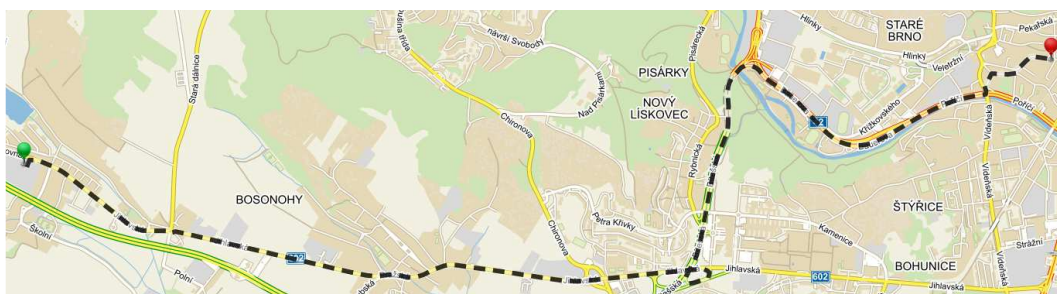 STARÉ
BRNO
Pekařská
Hlinky
Hlinky
Veletržní
Pisárecká
návrší Svobody
Nad Pisárkami
PISÁRKY
NOVÝ
LÍSKOVEC
Stará dálnice
Chironova
Křížkovského
Poříčí
Vídeňská
Rybnická
Vídeňská
BOSONOHY
Školní
Petra Křivky
Chironova
Kamenice
ŠTÝŘICE
Strážní
BOHUNICE
Polní
Jihlavská
602
Jihlavská